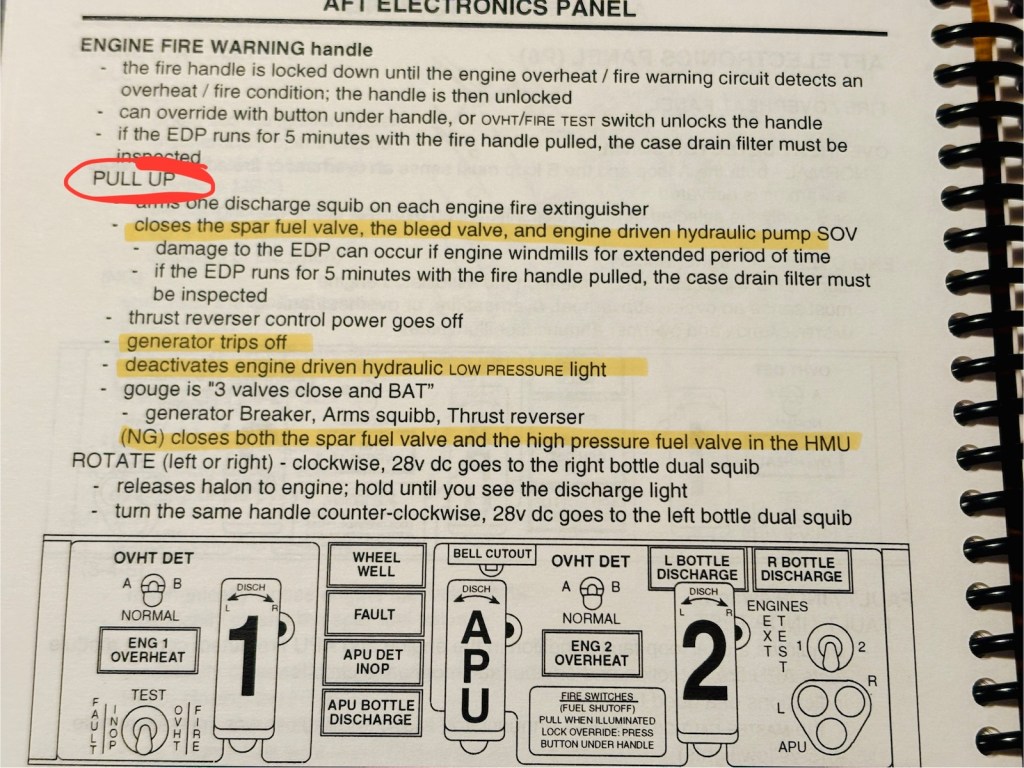 AFT ELECTRONICS PANEL
ENGINE FIRE WARNING handle
- the fire handle is locked down until the engine overheat / fire warning circuit detects an
overheat / fire condition; the handle is then unlocked
- can override with button under handle, or OVHT/FIRE TEST switch unlocks the handle
- if the EDP runs for 5 minutes with the fire handle pulled, the case drain filter must be
inspected
PULL UP
arms one discharge squib on each engine fire extinguisher
- closes the spar fuel valve, the bleed valve, and engine driven hydraulic pump SOV
- damage to the EDP can occur if engine windmills for extended period of time
- if the EDP runs for 5 minutes with the fire handle pulled, the case drain filter must
be inspected
- thrust reverser control power goes off
- generator trips off
- deactivates engine driven hydraulic LOW PRESSURE light
- gouge is "3 valves close and BAT"
- generator Breaker, Arms squibb, Thrust reverser
(NG) closes both the spar fuel valve and the high pressure fuel valve in the HMU
ROTATE (left or right) - clockwise, 28v dc goes to the right bottle dual squib
- releases halon to engine; hold until you see the discharge light
- turn the same handle counter-clockwise, 28v dc goes to the left bottle dual squib
OVHT DET
A B
NORMAL
ENG 1
OVERHEAT
TEST
FAULT
INOP
OVHT
FIRE
DISCH
L R
1
WHEEL
WELL
FAULT
APU DET
INOP
APU BOTTLE
DISCHARGE
BELL CUTOUT
DISCH
APU
OVHT DET
A B
NORMAL
ENG 2
OVERHEAT
FIRE SWITCHES
(FUEL SHUTOFF)
PULL WHEN ILLUMINATED
LOCK OVERRIDE: PRESS
BUTTON UNDER HANDLE
L BOTTLE
DISCHARGE
R BOTTLE
DISCHARGE
DISCH
L R
2
ENGINES
EXT
TEST
1 2
R
L
APU